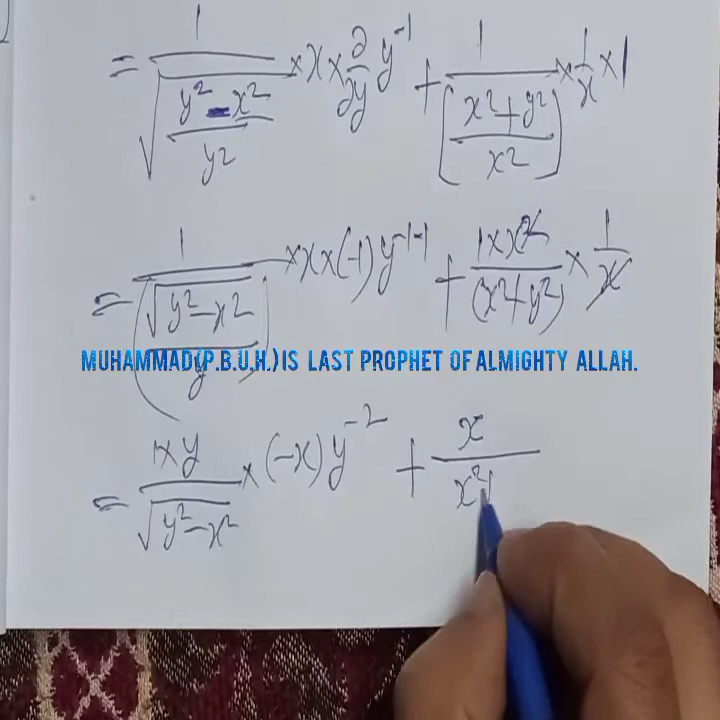 = 1/√((y² - x²)/y²) × x × ∂/∂y y⁻¹ + 1/[(x² + y²)/x²] × 1/x × 1
= 1/(√(y² - x²)/y) × x × (-1) y⁻¹⁻¹ + 1×x²/(x² + y²) × 1/x
MUHAMMAD(P.B.U.H.) IS LAST PROPHET OF ALMIGHTY ALLAH.
= 1×y/√(y² - x²) × (-x) y⁻² + x/x²